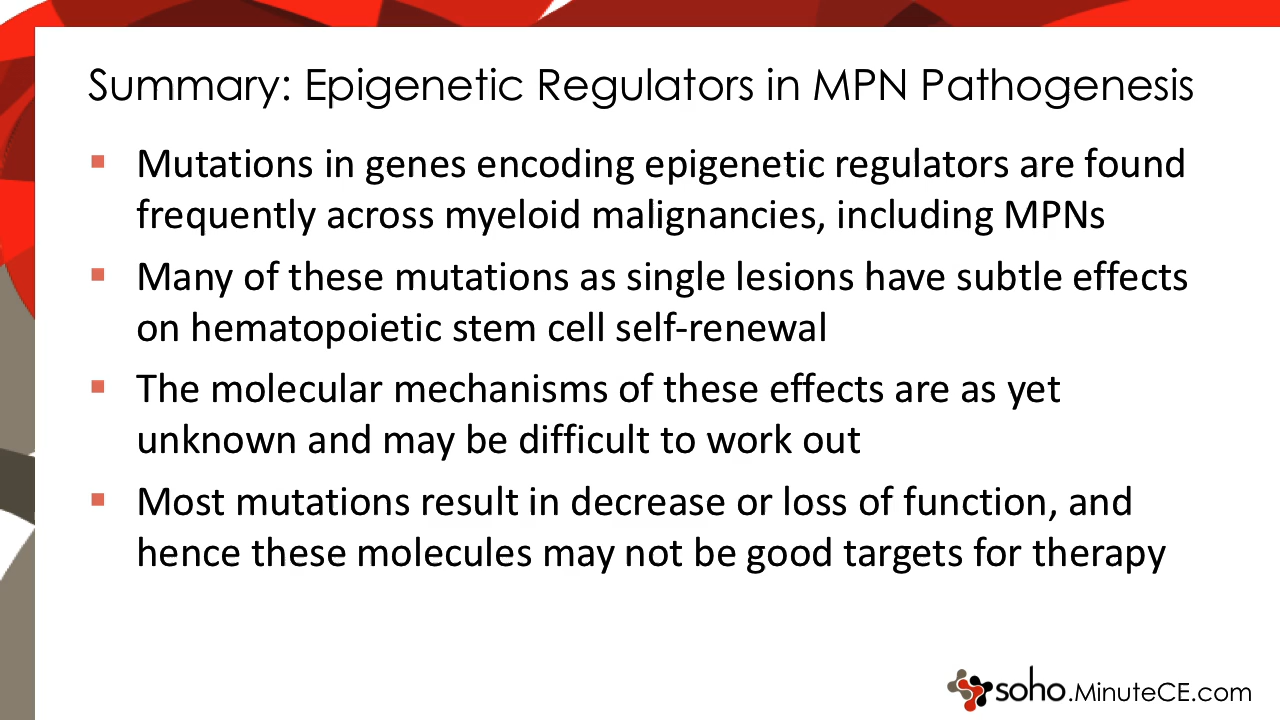 Summary: Epigenetic Regulators in MPN Pathogenesis
Mutations in genes encoding epigenetic regulators are found
frequently across myeloid malignancies, including MPNs
Many of these mutations as single lesions have subtle effects
on hematopoietic stem cell self-renewal
The molecular mechanisms of these effects are as yet
unknown and may be difficult to work out
Most mutations result in decrease or loss of function, and
hence these molecules may not be good targets for therapy
soho.MinuteCE.com